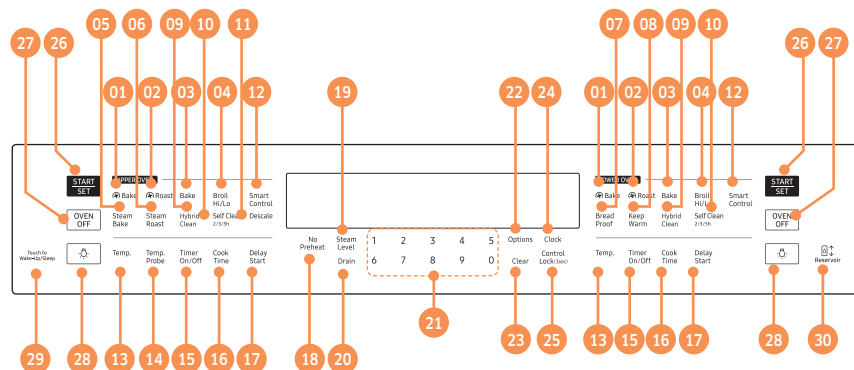 05 06 09 10 11 07 08 09 10
27 26 26 27
01 02 03 04 12 19 22 24 01 02 03 04 12
START SET
UPPER OVEN
Bake Roast Bake Broil Hi/Lo Smart Control
OVEN OFF
Steam Bake Steam Roast Hybrid Clean Self Clean 2/3/5h Descale
Touch to Wake-Up/Sleep
Temp. Temp. Probe Timer On/Off Cook Time Delay Start
No Preheat Steam Level
Drain
1 2 3 4 5
6 7 8 9 0
Options Clock
Clear Control Lock(3sec)
LOWER OVEN
Bake Roast Bake Broil Hi/Lo Smart Control
Bread Proof Keep Warm Hybrid Clean Self Clean 2/3/5h
Temp. Timer On/Off Cook Time Delay Start
START SET
OVEN OFF
Reservoir
21
29 28 13 14 15 16 17 18 20 23 25 13 15 16 17 28 30